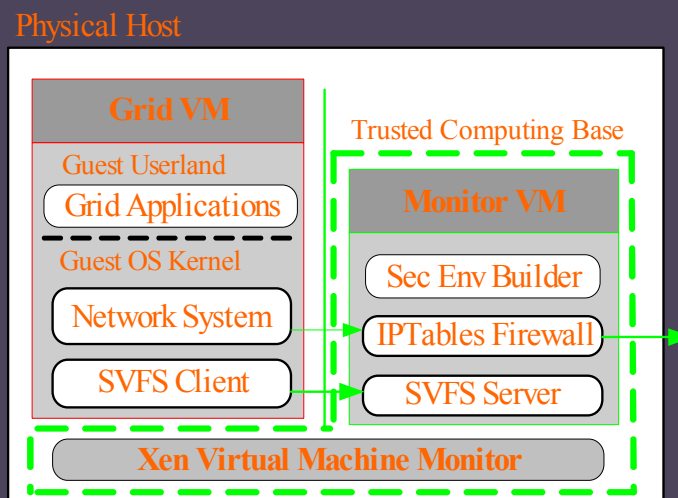 Physical Host
Grid VM
Guest Userland
Grid Applications
Guest OS Kernel
Network System
SVFS Client
Trusted Computing Base
Monitor VM
Sec Env Builder
IPTables Firewall
SVFS Server
Xen Virtual Machine Monitor